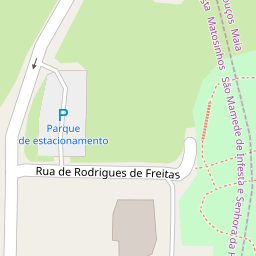 P
Parque
de estacionamento
Rua de Rodrigues de Freitas
Matosinhos
Maia
São Mamede de Infesta e Senhora da H